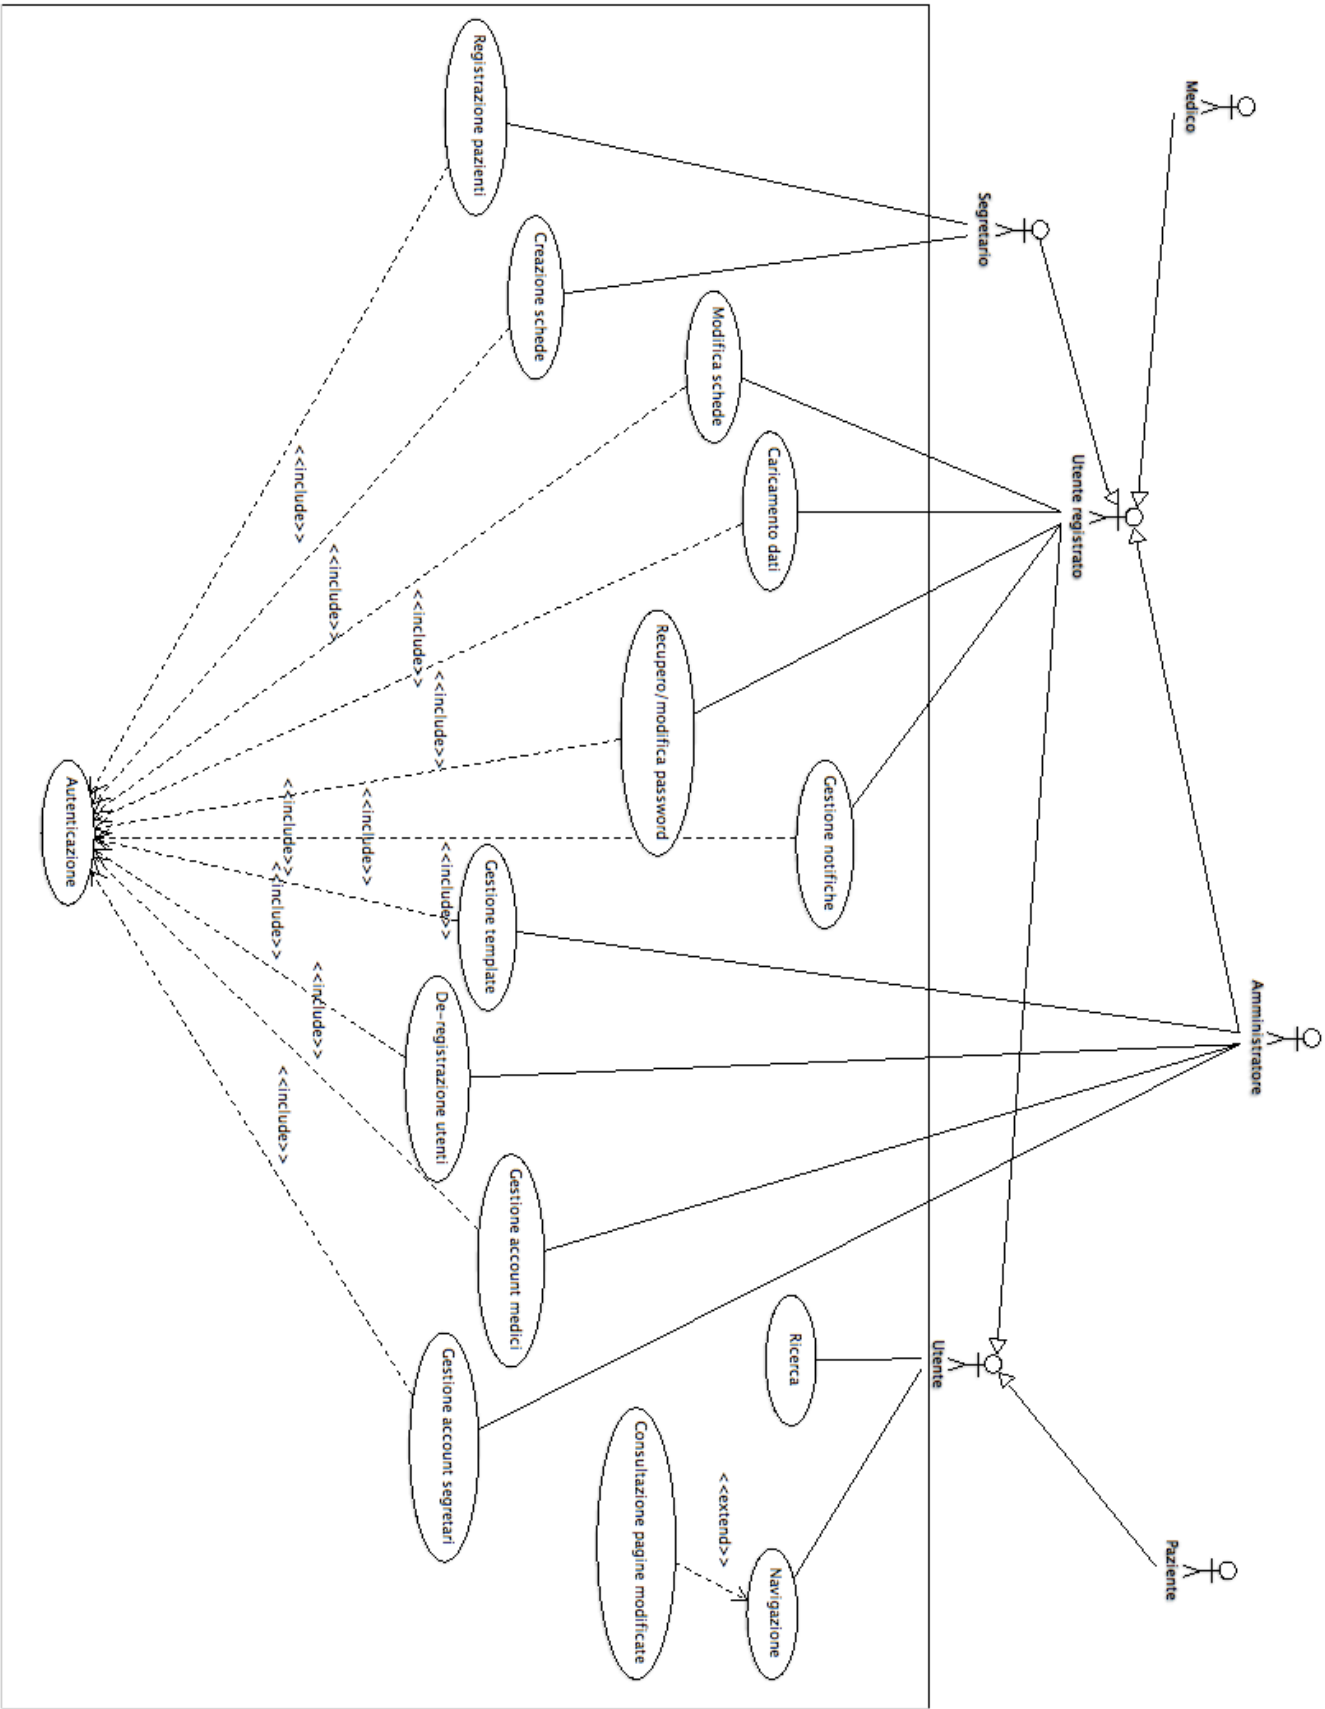 Medico
Amministratore
Paziente
Segretario
Utente registrato
Utente
Gestione notifiche
Caricamento dati
Ricerca
Navigazione
Modifica schede
<<extend>>
Recupero/modifica password
Consultazione pagine modificate
Creazione schede
Gestione account medici
Registrazione pazienti
Gestione template
De-registrazione utenti
Gestione account segretari
<<include>>
<<include>>
<<include>>
<<include>>
<<include>>
<<include>>
<<include>>
<<include>>
<<include>>
<<include>>
Autenticazione